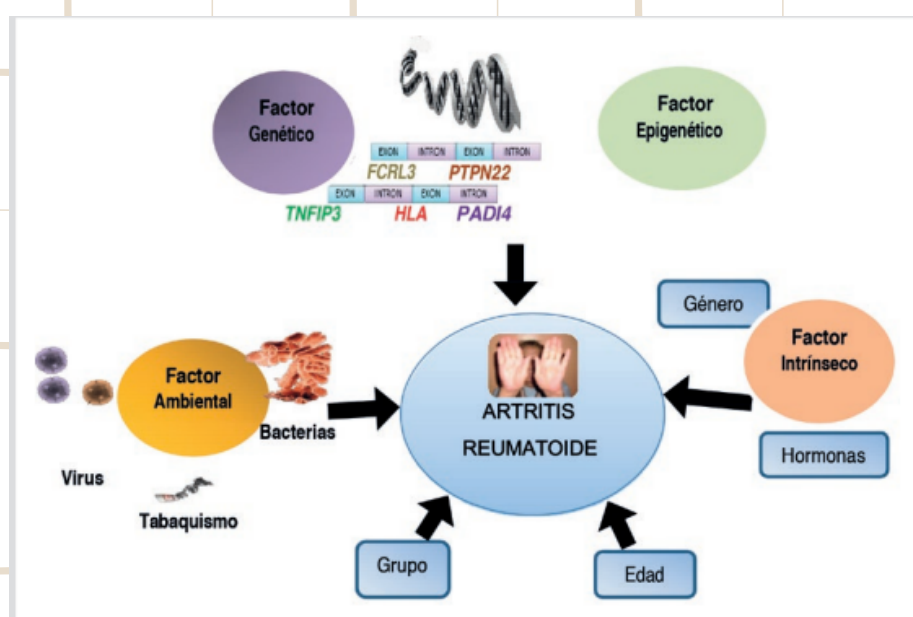 Factor
Genético
Factor
Epigenético
EXON INTRON EXON INTRON
FCRL3 PTPN22
EXON INTRON EXON INTRON
TNFIP3 HLA PADI4
Género
Factor
Intrínseco
Hormonas
Factor
Ambiental
Bacterias
Virus
Tabaquismo
ARTRITIS
REUMATOIDE
Grupo
Edad